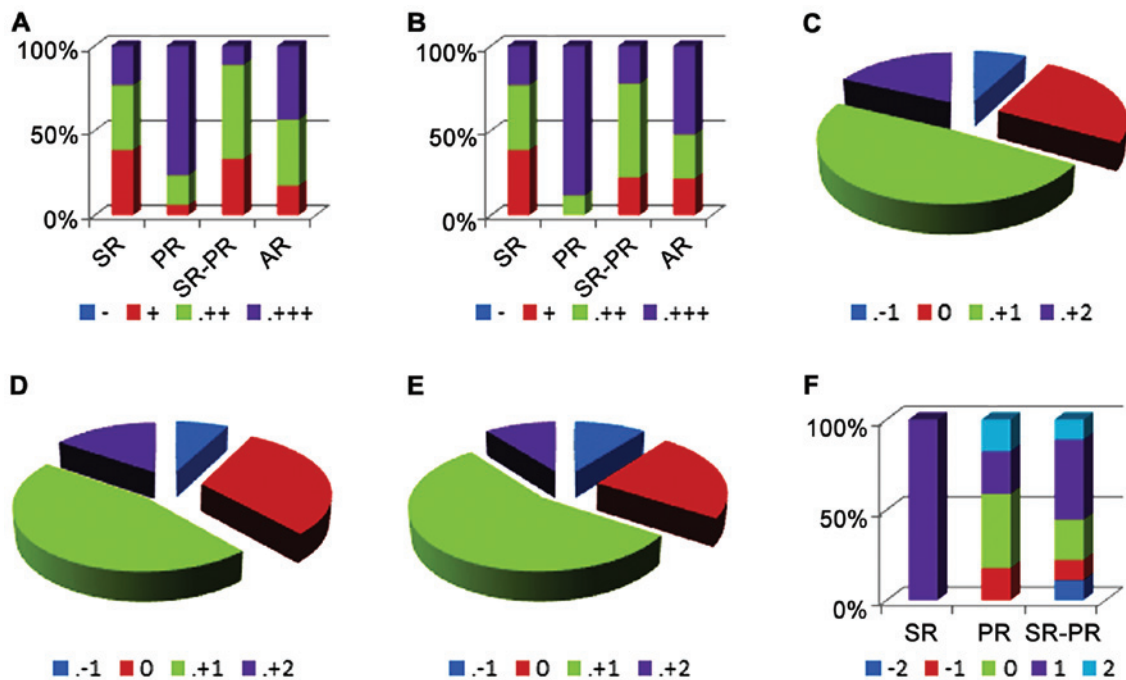 A
100%
50%
0%
SR PR SR-PR AR
- + .++ .+++
B
100%
50%
0%
SR PR SR-PR AR
- + .++ .+++
C
.-1 0 .+1 .+2
D
.-1 0 .+1 .+2
E
.-1 0 .+1 .+2
F
100%
50%
0%
SR PR SR-PR
-2 -1 0 1 2